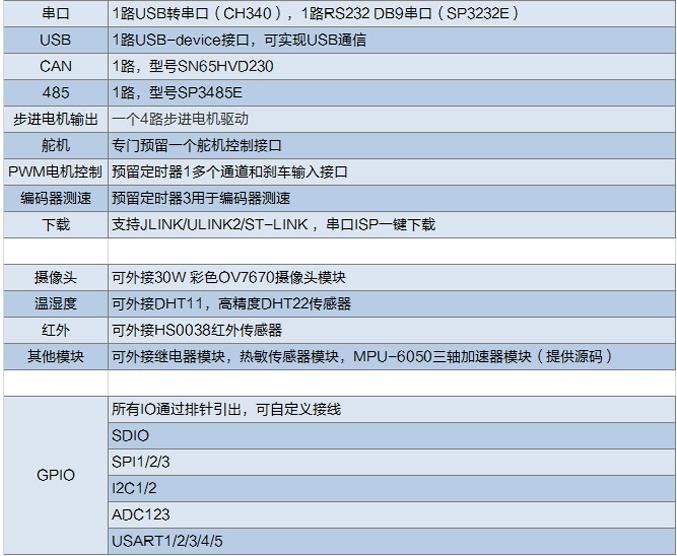 串口 1路USB转串口（CH340），1路RS232 DB9串口（SP3232E）
USB 1路USB-device接口，可实现USB通信
CAN 1路，型号SN65HVD230
485 1路，型号SP3485E
步进电机输出 一个4路步进电机驱动
舵机 专门预留一个舵机控制接口
PWM电机控制 预留定时器1多个通道和刹车输入接口
编码器测速 预留定时器3用于编码器测速
下载 支持JLINK/ULINK2/ST-LINK ，串口ISP一键下载
摄像头 可外接30W 彩色OV7670摄像头模块
温湿度 可外接DHT11，高精度DHT22传感器
红外 可外接HS0038红外传感器
其他模块 可外接继电器模块，热敏传感器模块，MPU-6050三轴加速器模块（提供源码）
GPIO
所有IO通过排针引出，可自定义接线
SDIO
SPI1/2/3
I2C1/2
ADC123
USART1/2/3/4/5